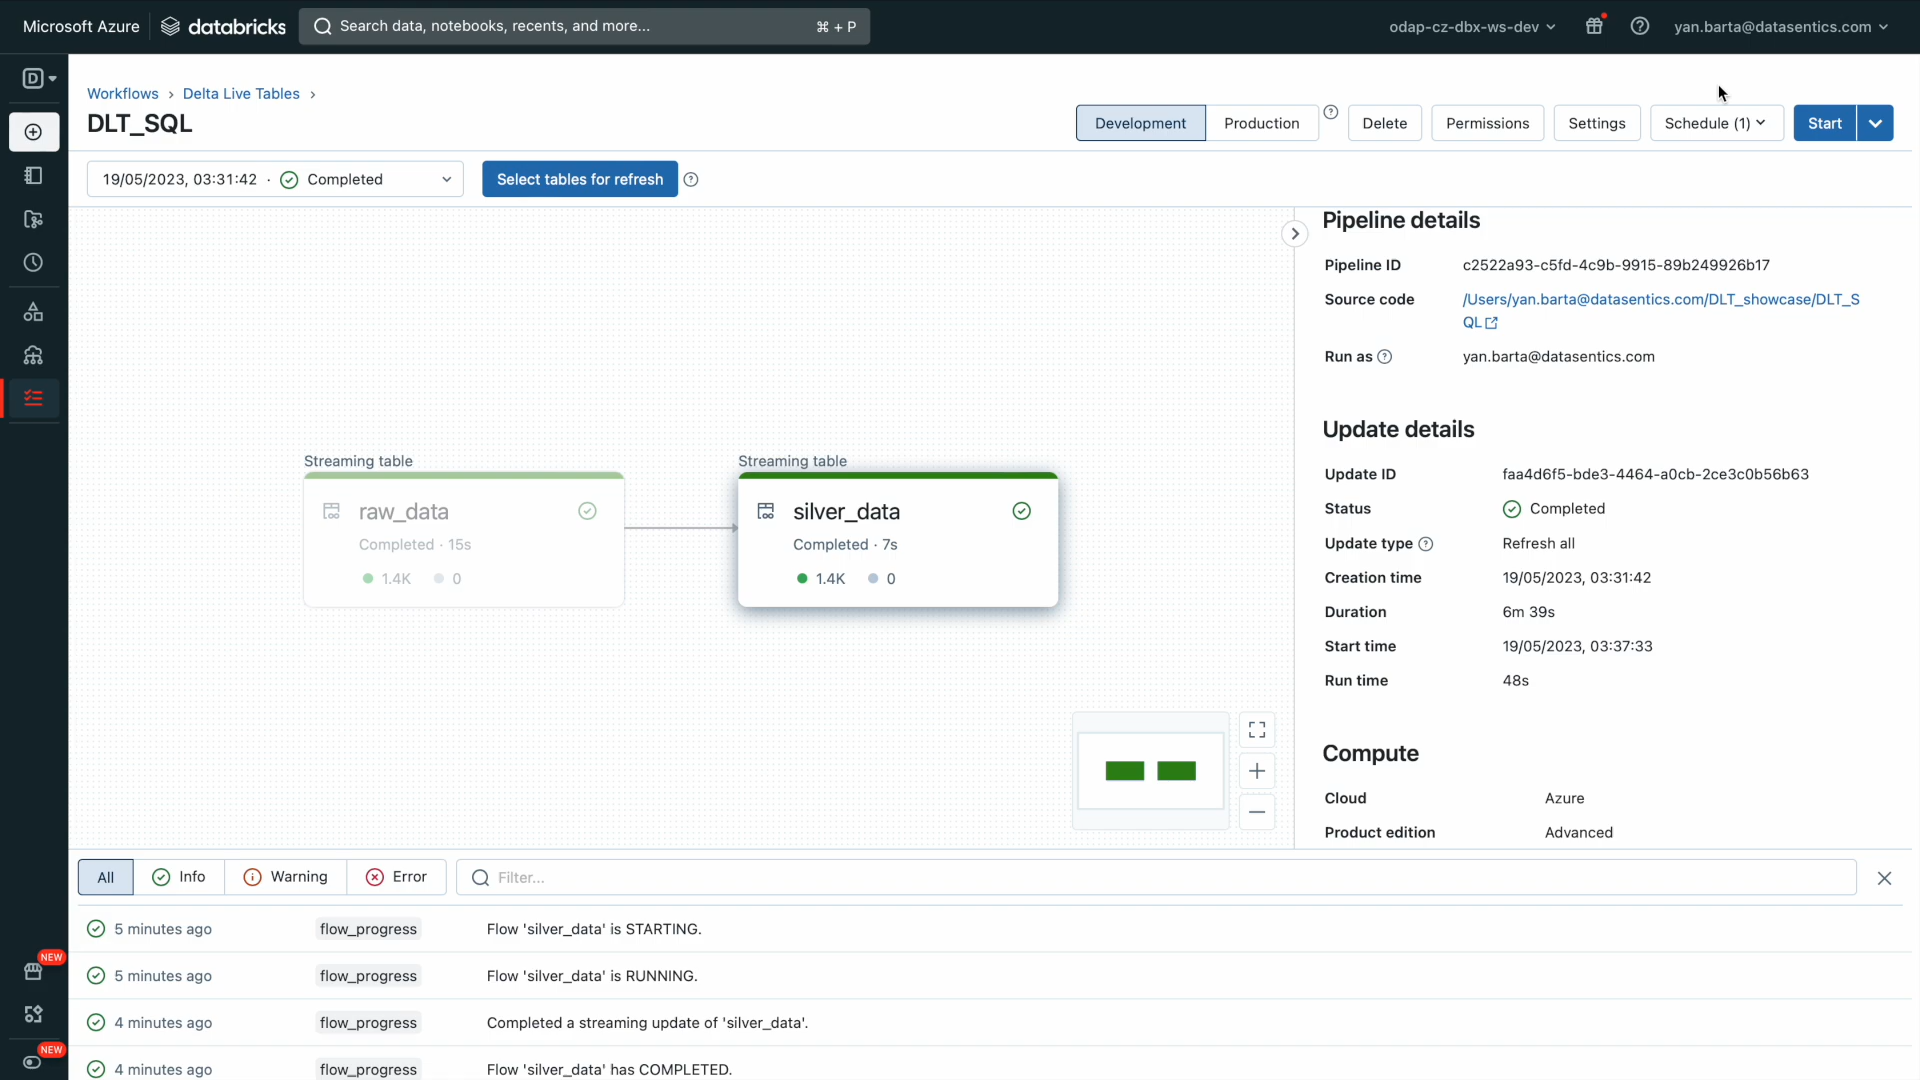 Microsoft Azure databricks Search data, notebooks, recents, and more... ⌘ + P odap-cz-dbx-ws-dev yan.barta@datasentics.com
D
Workflows › Delta Live Tables ›
DLT_SQL
Development Production Delete Permissions Settings Schedule (1) Start
19/05/2023, 03:31:42 · Completed Select tables for refresh
Streaming table
raw_data
Completed · 15s
1.4K 0
Streaming table
silver_data
Completed · 7s
1.4K 0
Pipeline details
Pipeline ID c2522a93-c5fd-4c9b-9915-89b249926b17
Source code /Users/yan.barta@datasentics.com/DLT_showcase/DLT_S
QL
Run as yan.barta@datasentics.com
Update details
Update ID faa4d6f5-bde3-4464-a0cb-2ce3c0b56b63
Status Completed
Update type Refresh all
Creation time 19/05/2023, 03:31:42
Duration 6m 39s
Start time 19/05/2023, 03:37:33
Run time 48s
Compute
Cloud Azure
Product edition Advanced
All Info Warning Error Filter...
5 minutes ago flow_progress Flow 'silver_data' is STARTING.
NEW
5 minutes ago flow_progress Flow 'silver_data' is RUNNING.
4 minutes ago flow_progress Completed a streaming update of 'silver_data'.
NEW
4 minutes ago flow_progress Flow 'silver_data' has COMPLETED.